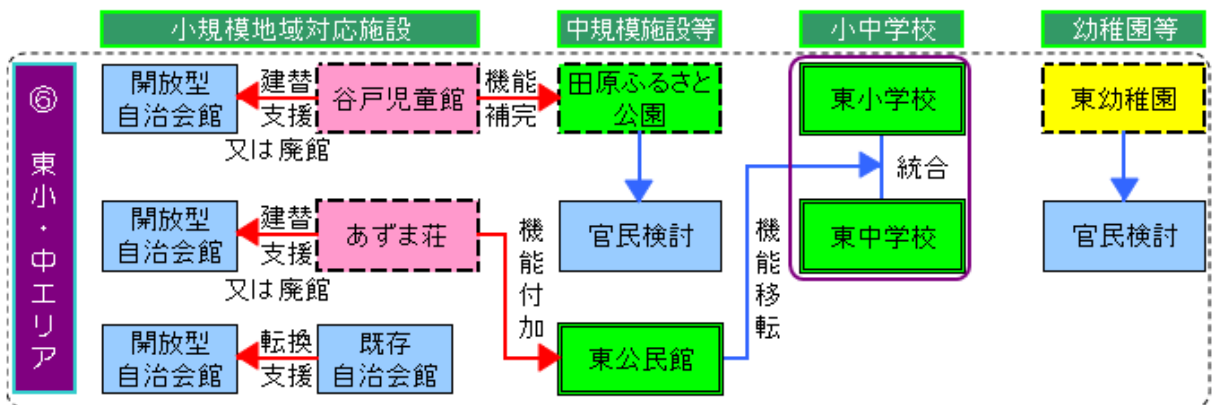 小規模地域対応施設
中規模施設等
小中学校
幼稚園等
⑥ 東小・中エリア
開放型
自治会館
建替
支援
又は廃館
谷戸児童館
機能
補完
田原ふるさと
公園
東小学校
東幼稚園
統合
開放型
自治会館
建替
支援
又は廃館
あずま荘
機能付加
官民検討
機能移転
東中学校
官民検討
開放型
自治会館
転換
支援
既存
自治会館
東公民館